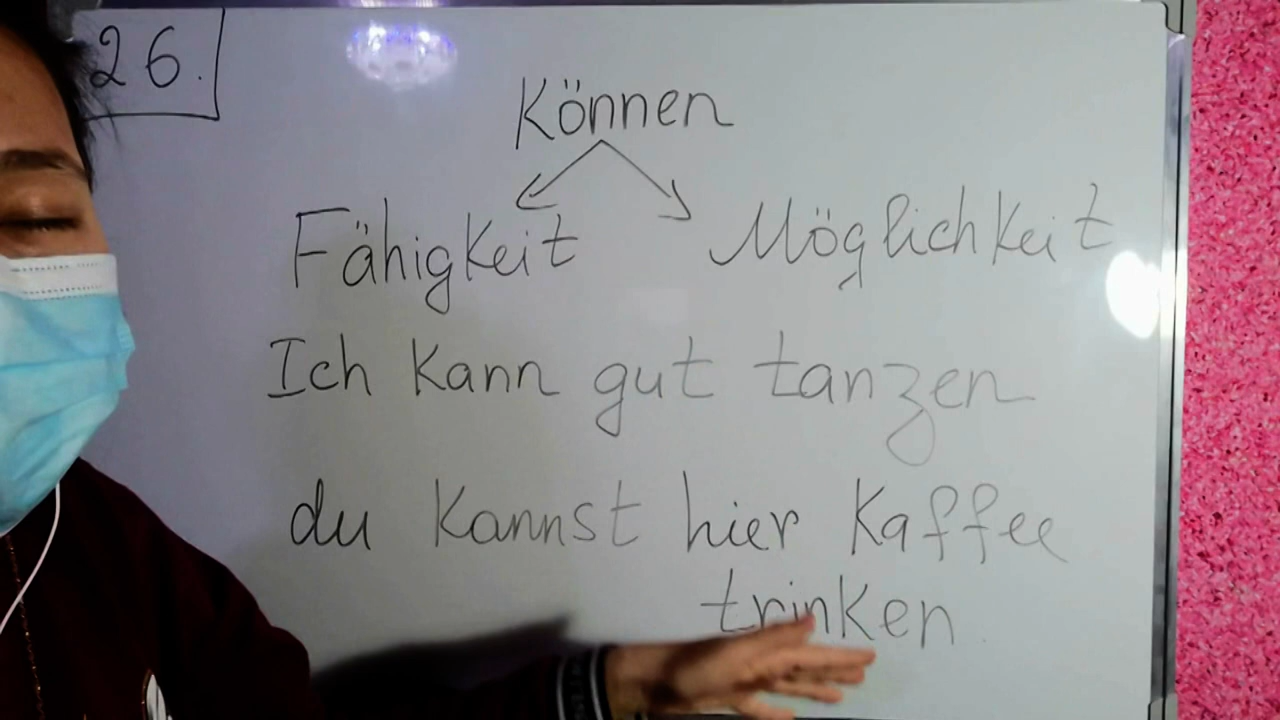 26.
Können
Fähigkeit Möglichkeit
Ich kann gut tanzen
du kannst hier Kaffee
trinken